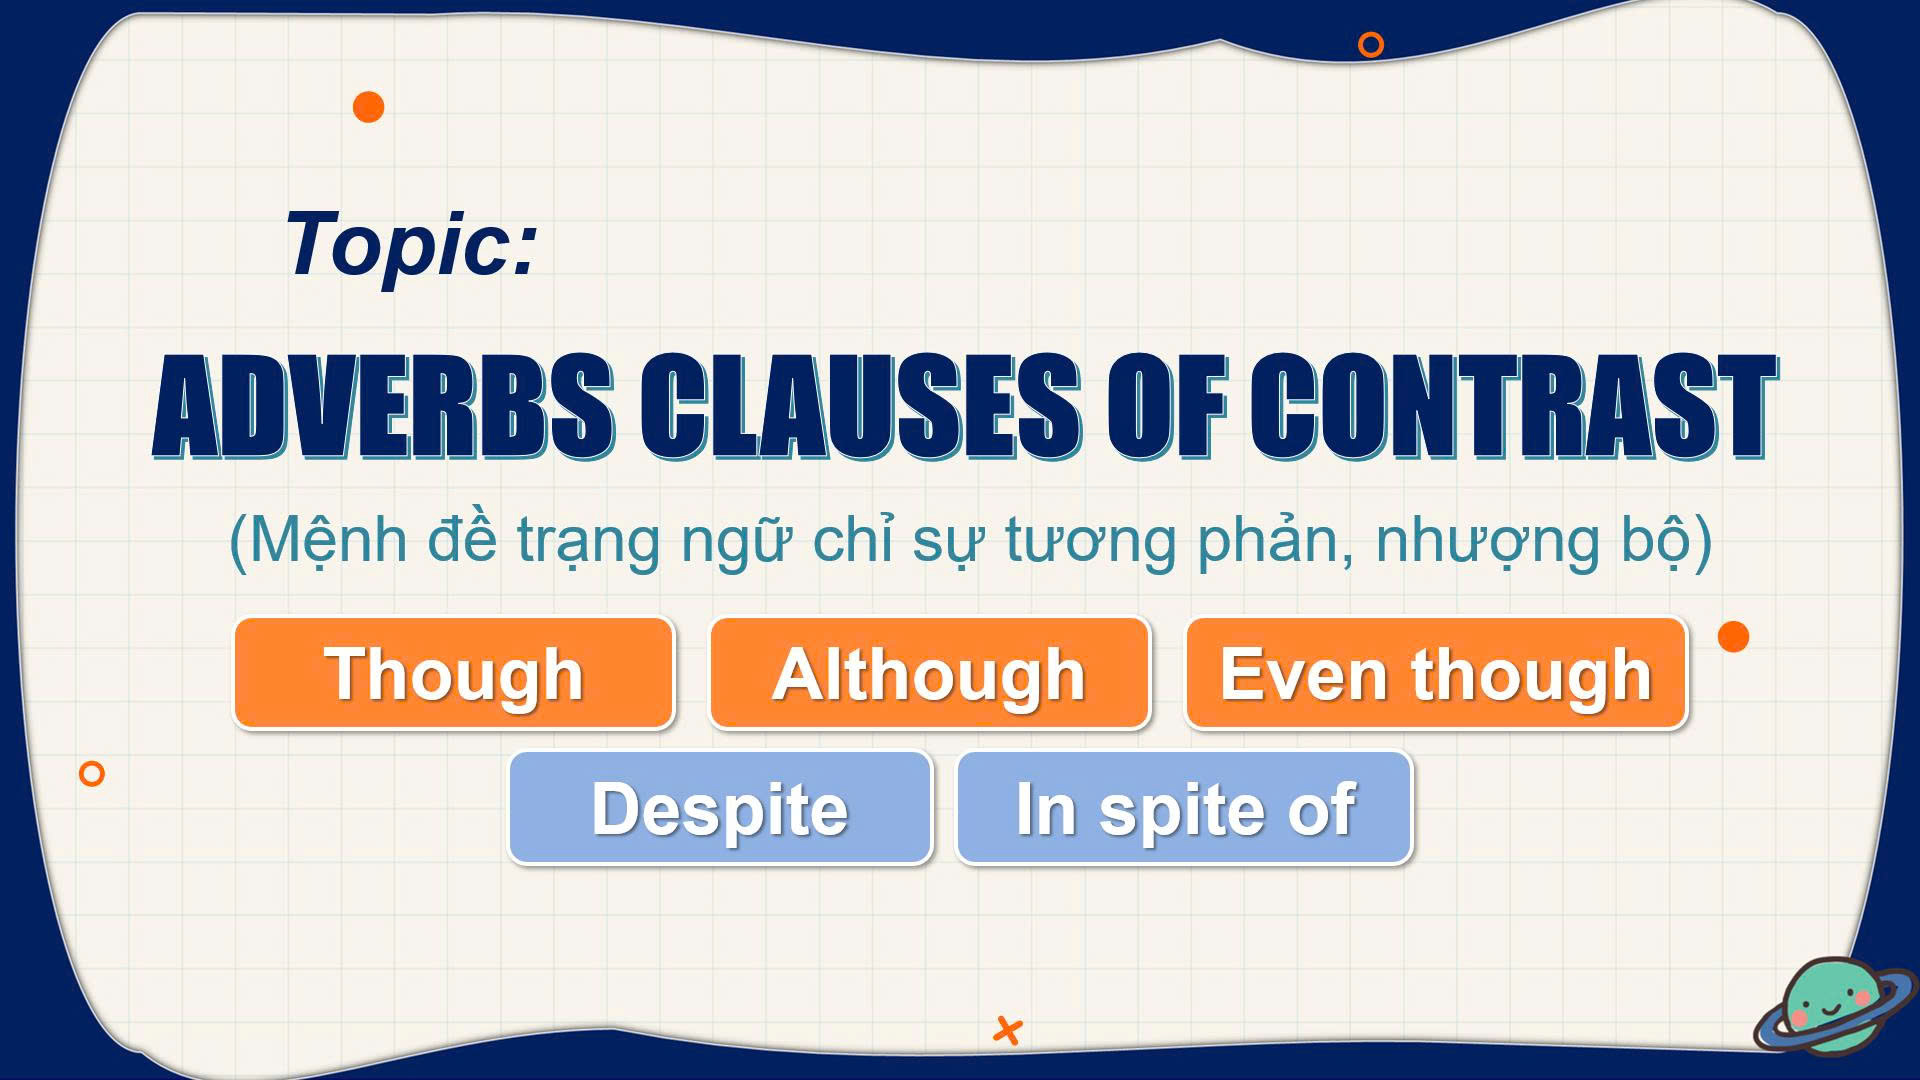 Topic:
ADVERBS CLAUSES OF CONTRAST
(Mệnh đề trạng ngữ chỉ sự tương phản, nhượng bộ)
Though Although Even though
Despite In spite of